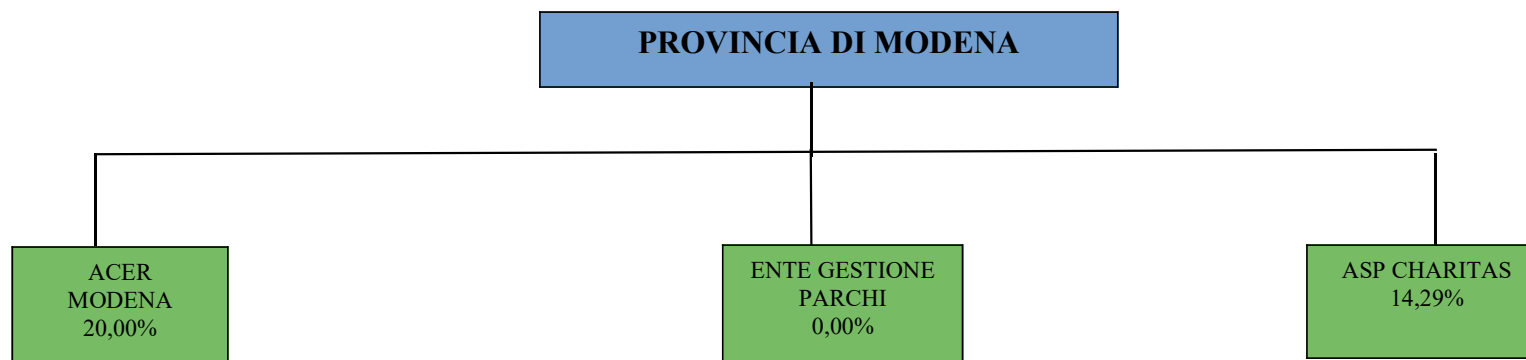 PROVINCIA DI MODENA
ACER
MODENA
20,00%
ENTE GESTIONE
PARCHI
0,00%
ASP CHARITAS
14,29%